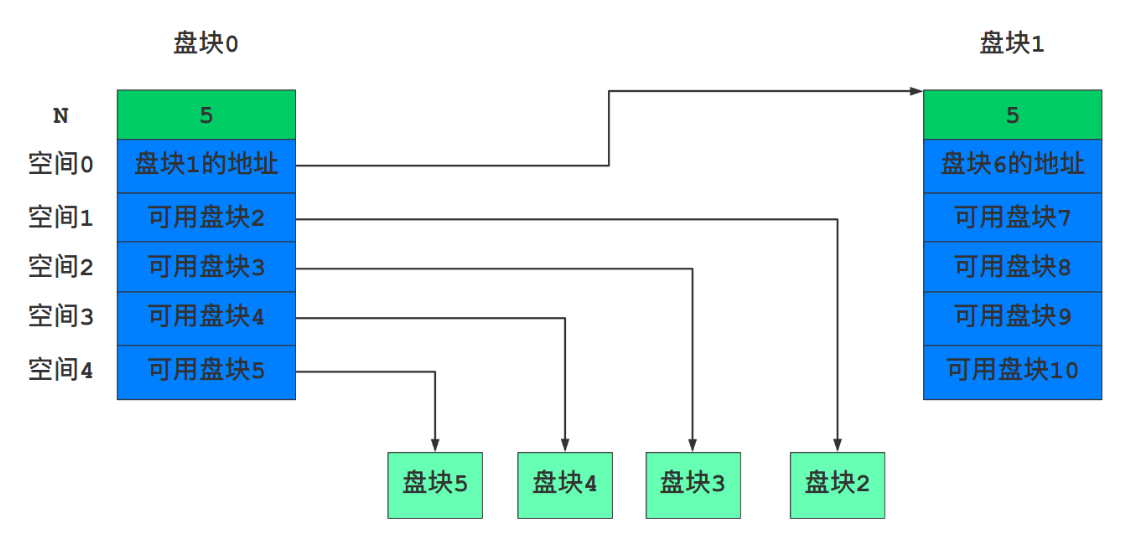 盘块0 盘块1
N 5 5
空间0 盘块1的地址 盘块6的地址
空间1 可用盘块2 可用盘块7
空间2 可用盘块3 可用盘块8
空间3 可用盘块4 可用盘块9
空间4 可用盘块5 可用盘块10
盘块5 盘块4 盘块3 盘块2